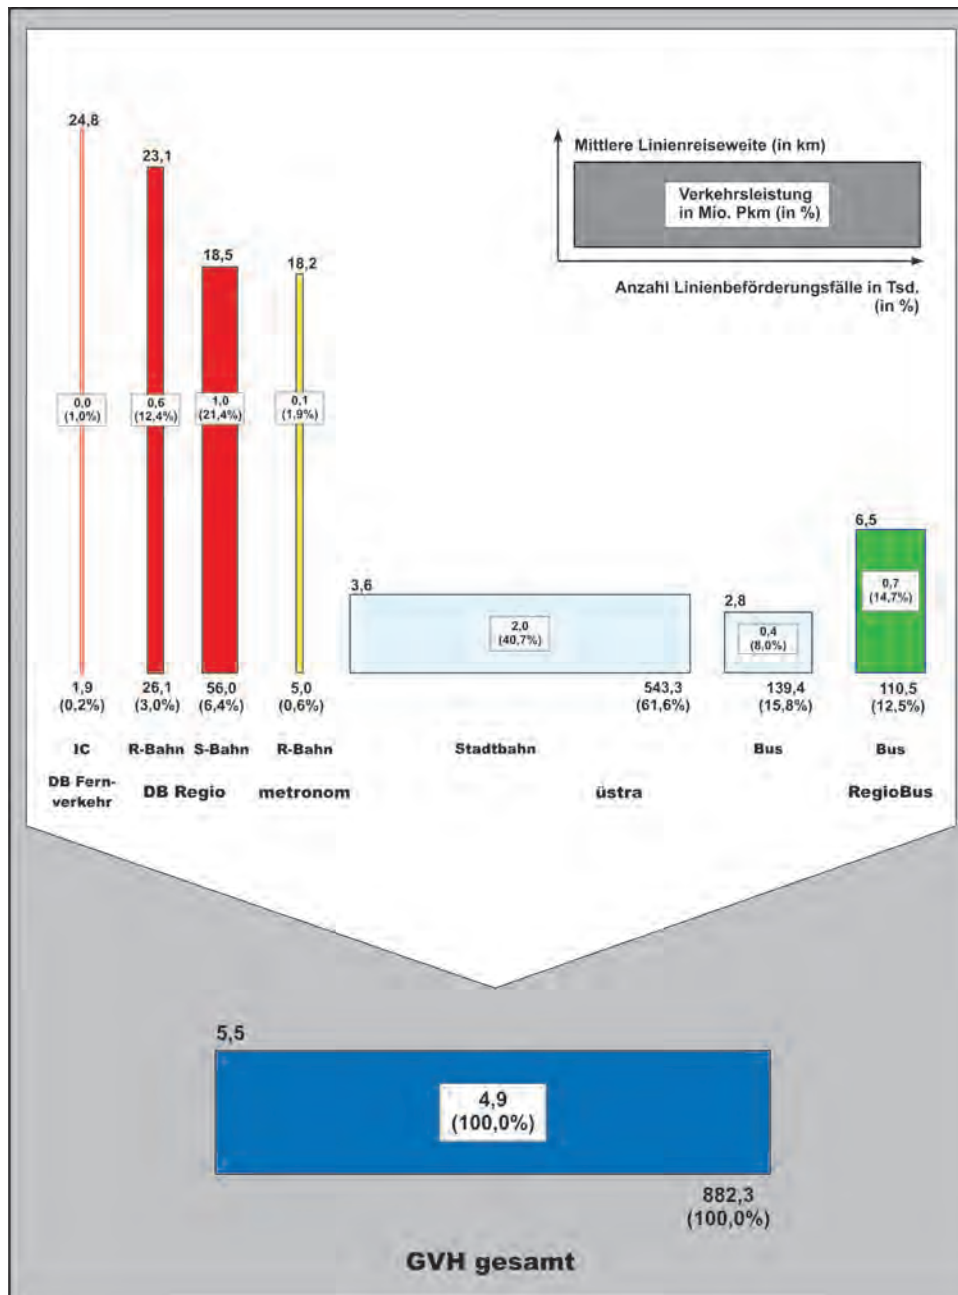 24,8
23,1
18,5
18,2
Mittlere Linienreiseweite (in km)
Verkehrsleistung
in Mio. Pkm (in %)
Anzahl Linienbeförderungsfälle in Tsd.
(in %)
0,0
(1,0%)
0,6
(12,4%)
1,0
(21,4%)
0,1
(1,9%)
3,6
2,0
(40,7%)
2,8
0,4
(8,0%)
6,5
0,7
(14,7%)
1,9
(0,2%)
26,1
(3,0%)
56,0
(6,4%)
5,0
(0,6%)
543,3
(61,6%)
139,4
(15,8%)
110,5
(12,5%)
IC
R-Bahn
S-Bahn
R-Bahn
Stadtbahn
Bus
Bus
DB Fern-
verkehr
DB Regio
metronom
üstra
RegioBus
5,5
4,9
(100,0%)
882,3
(100,0%)
GVH gesamt